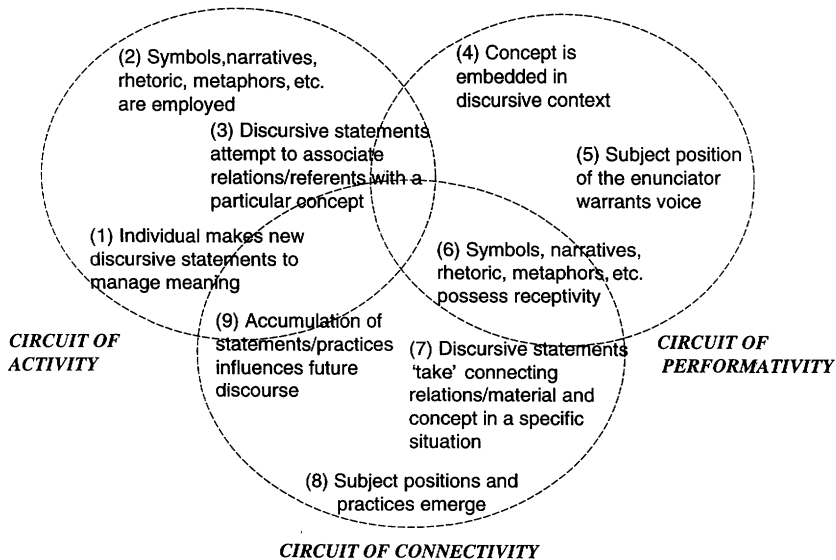 (2) Symbols,narratives,
rhetoric, metaphors, etc.
are employed
(4) Concept is
embedded in
discursive context
(3) Discursive statements
attempt to associate
relations/referents with a
particular concept
(5) Subject position
of the enunciator
warrants voice
(1) Individual makes new
discursive statements to
manage meaning
(6) Symbols, narratives,
rhetoric, metaphors, etc.
possess receptivity
(9) Accumulation of
statements/practices
influences future
discourse
CIRCUIT OF
ACTIVITY
(7) Discursive statements
‘take’ connecting
relations/material and
concept in a specific
situation
CIRCUIT OF
PERFORMATIVITY
(8) Subject positions and
practices emerge
CIRCUIT OF CONNECTIVITY